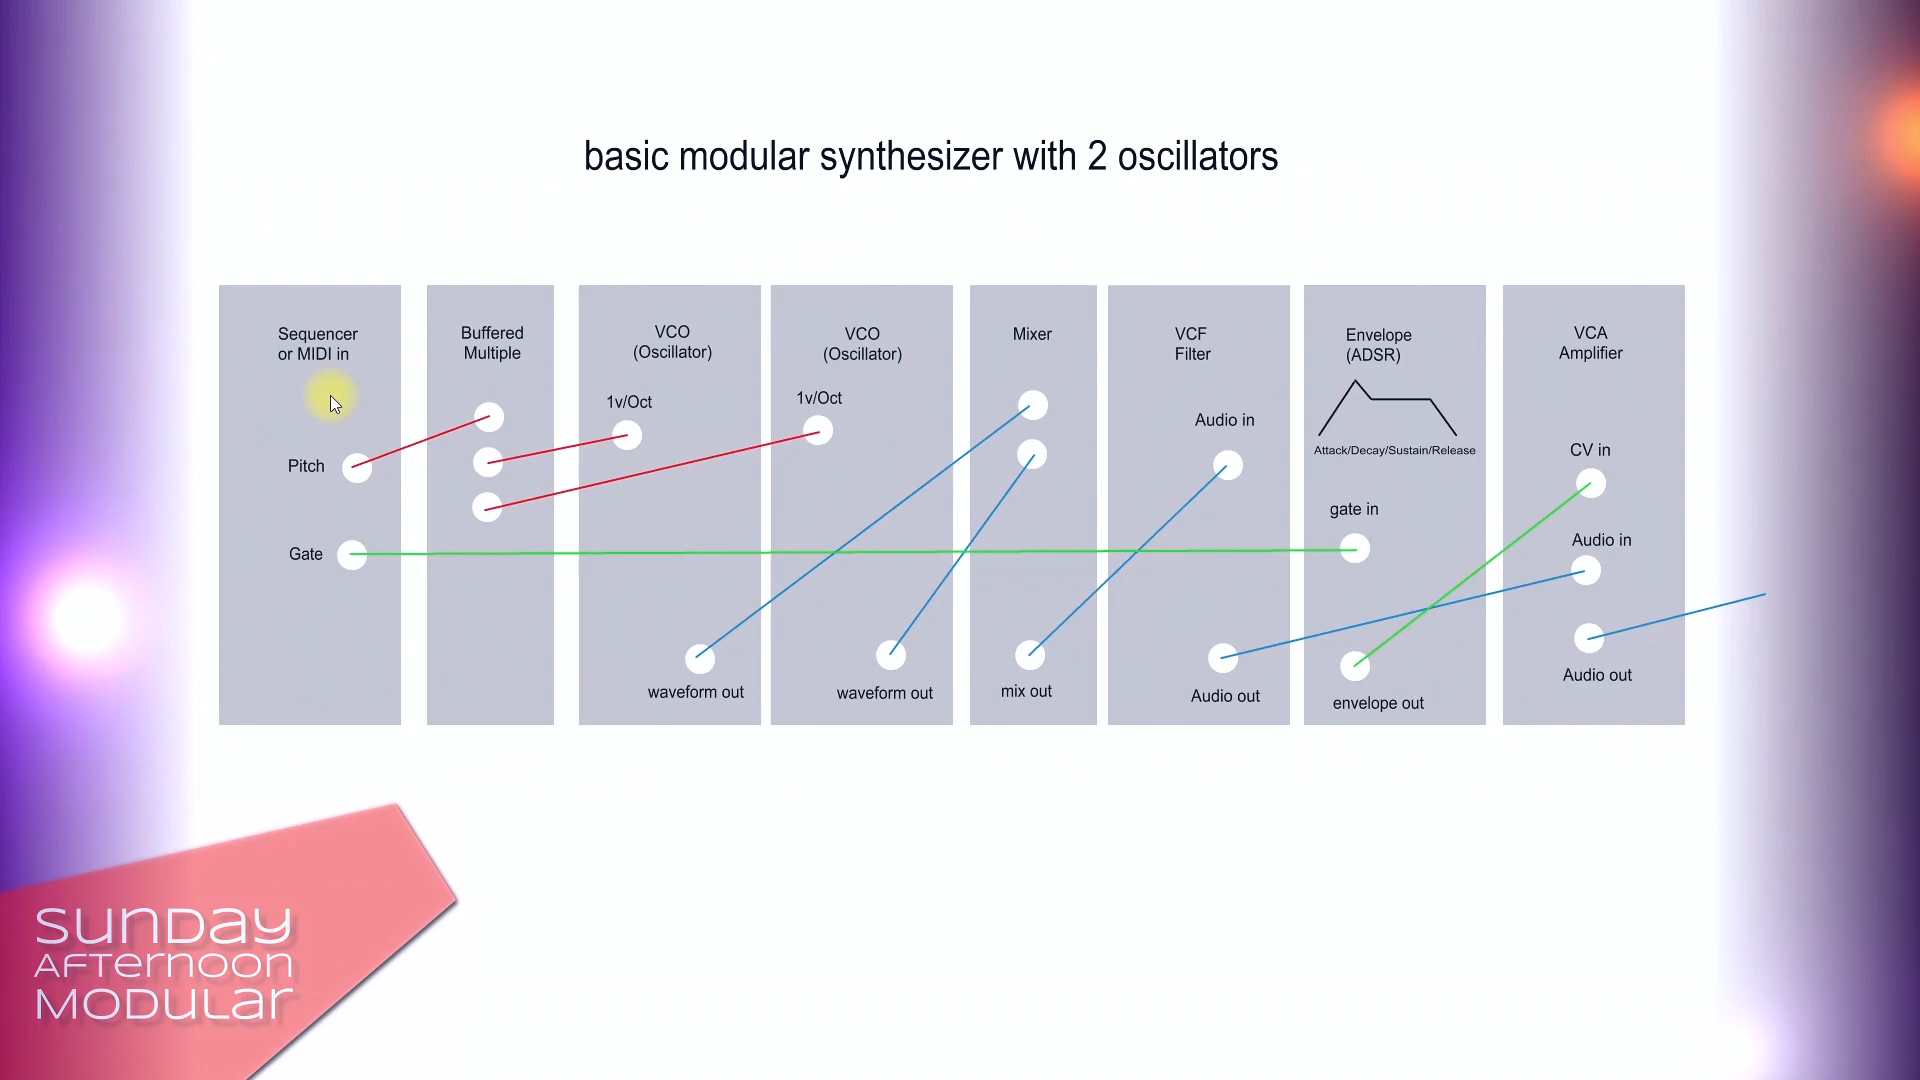 basic modular synthesizer with 2 oscillators
Sequencer
or MIDI in
Pitch
Gate
Buffered
Multiple
VCO
(Oscillator)
1v/Oct
waveform out
VCO
(Oscillator)
1v/Oct
waveform out
Mixer
mix out
VCF
Filter
Audio in
Audio out
Envelope
(ADSR)
Attack/Decay/Sustain/Release
gate in
envelope out
VCA
Amplifier
CV in
Audio in
Audio out
Sunday
Afternoon
Modular